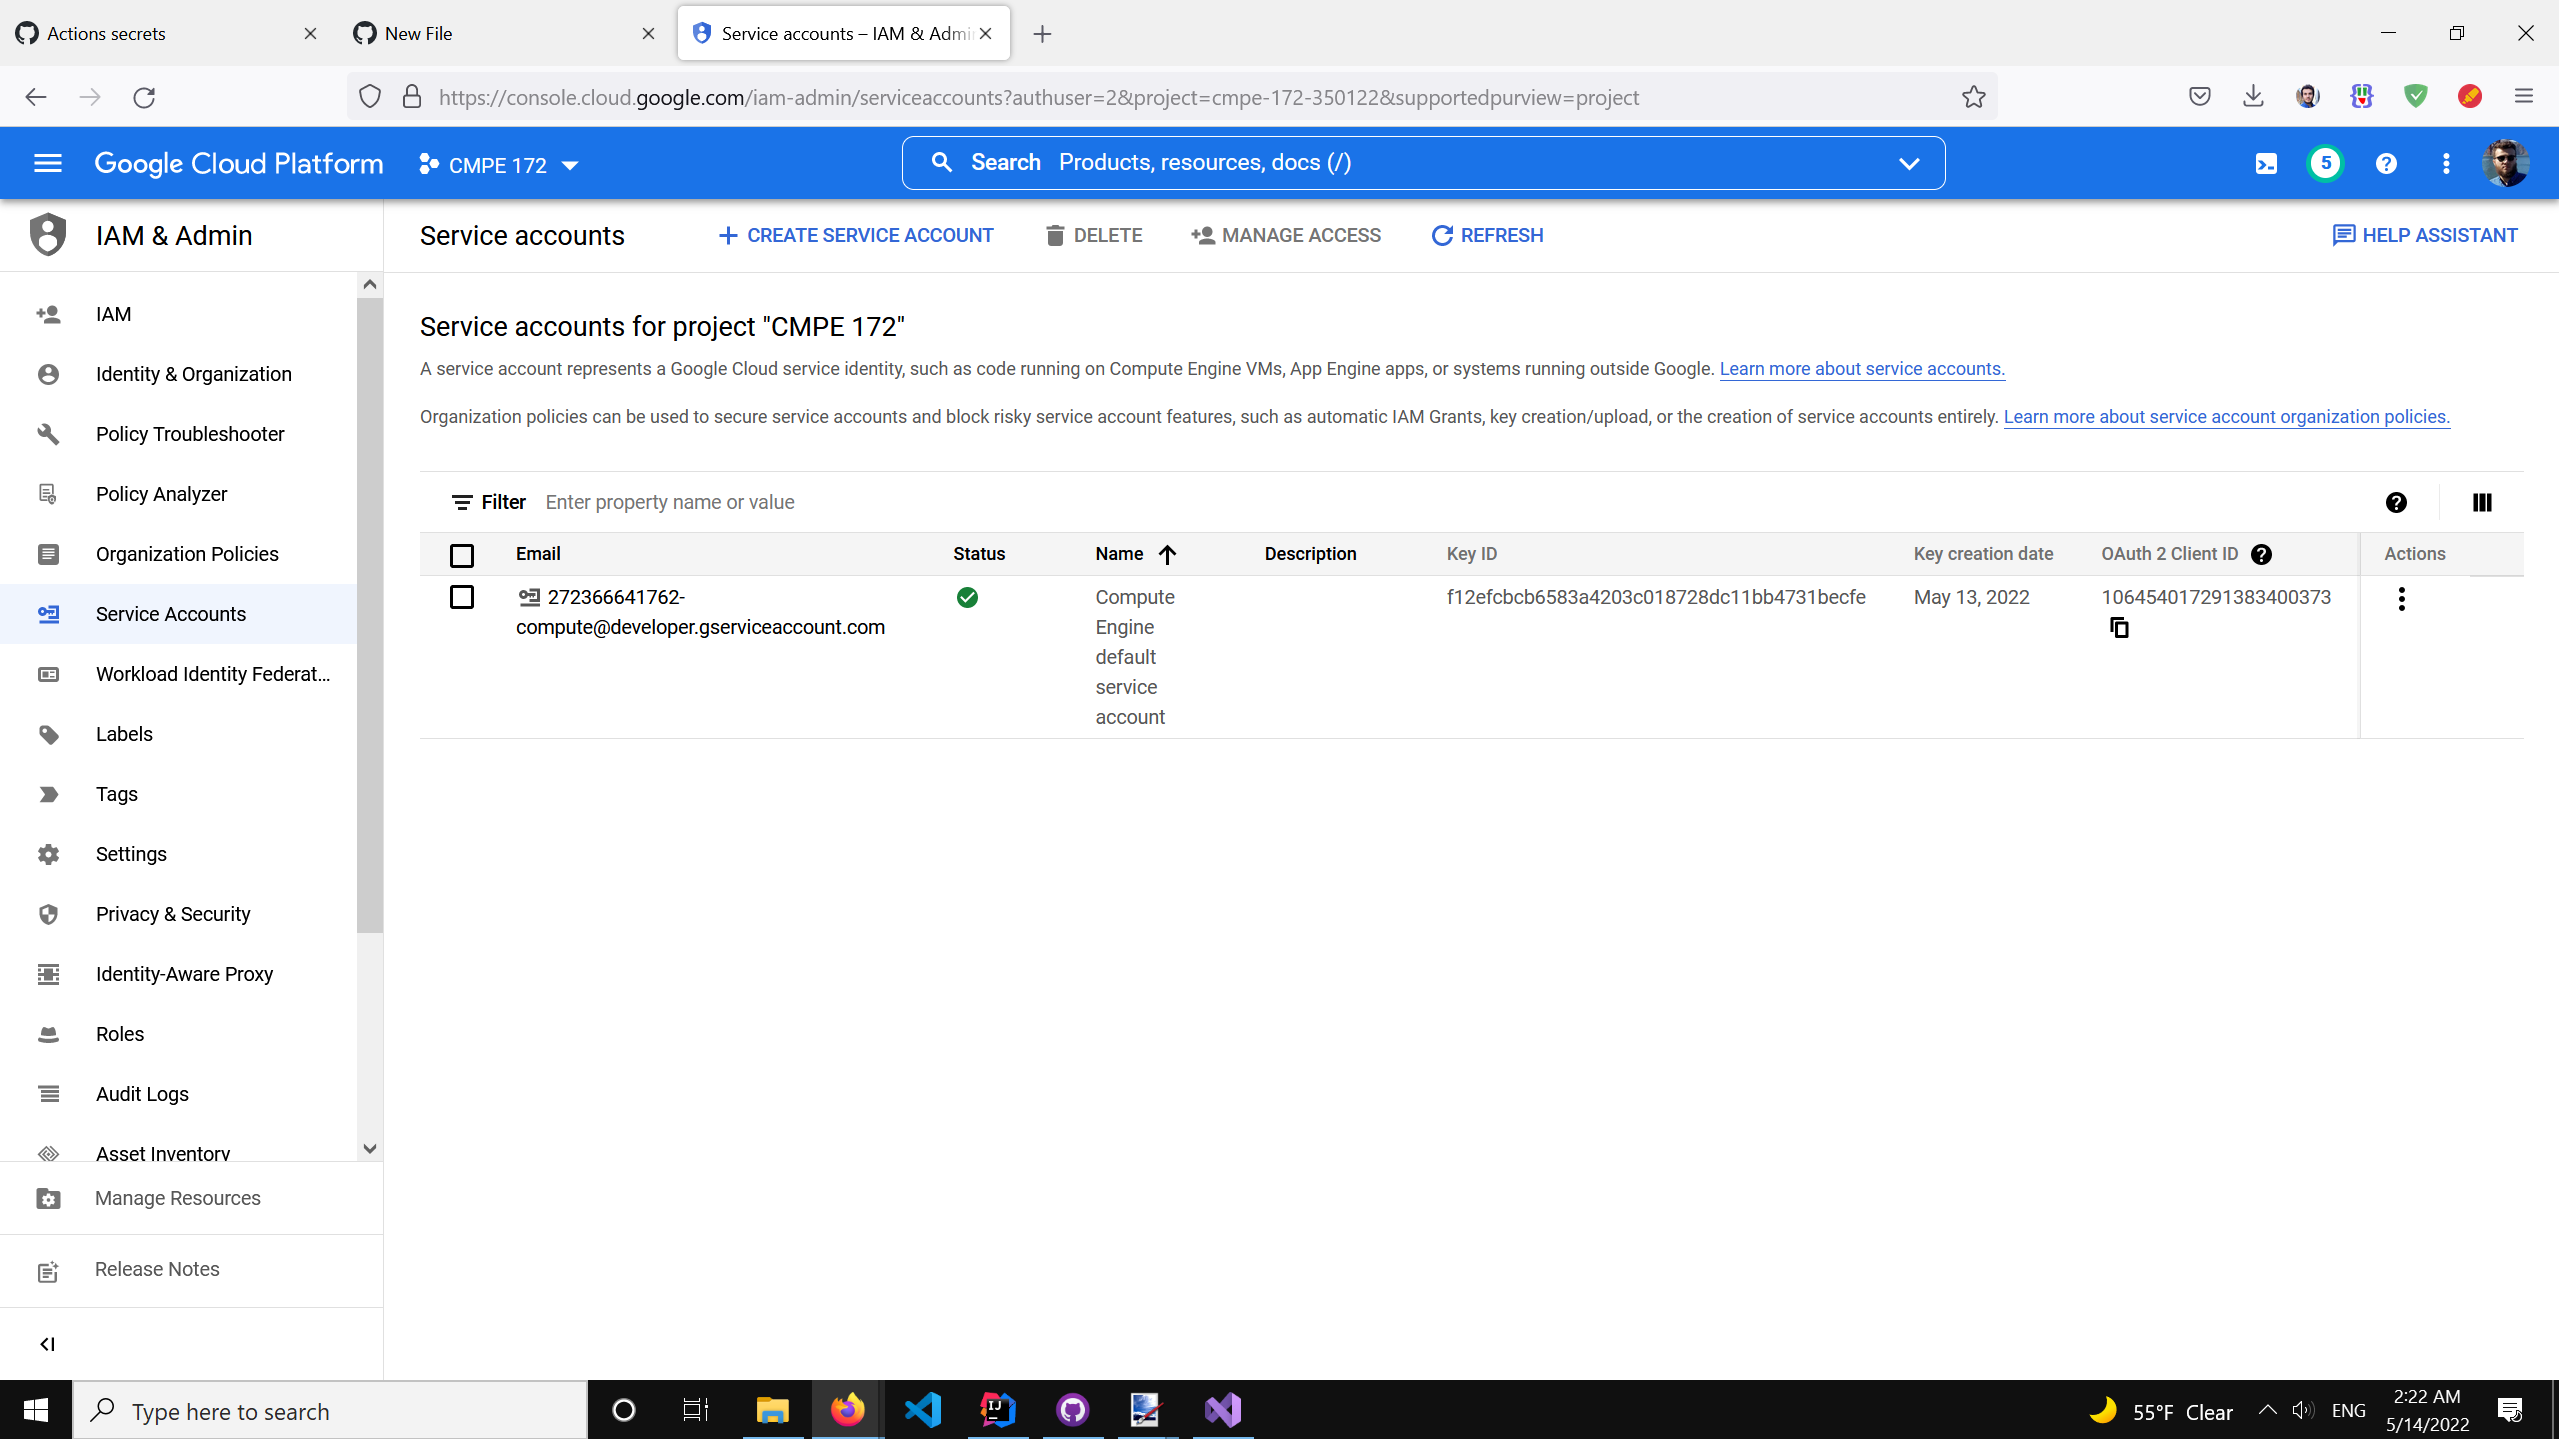 Actions secrets
New File
Service accounts – IAM & Admi
https://console.cloud.google.com/iam-admin/serviceaccounts?authuser=2&project=cmpe-172-350122&supportedpurview=project
Google Cloud Platform
CMPE 172
Search Products, resources, docs (/)
5
IAM & Admin
Service accounts
CREATE SERVICE ACCOUNT
DELETE
MANAGE ACCESS
REFRESH
HELP ASSISTANT
IAM
Identity & Organization
Policy Troubleshooter
Policy Analyzer
Organization Policies
Service Accounts
Workload Identity Federat...
Labels
Tags
Settings
Privacy & Security
Identity-Aware Proxy
Roles
Audit Logs
Asset Inventory
Manage Resources
Release Notes
Service accounts for project "CMPE 172"
A service account represents a Google Cloud service identity, such as code running on Compute Engine VMs, App Engine apps, or systems running outside Google. Learn more about service accounts.
Organization policies can be used to secure service accounts and block risky service account features, such as automatic IAM Grants, key creation/upload, or the creation of service accounts entirely. Learn more about service account organization policies.
Filter Enter property name or value
Email Status Name Description Key ID Key creation date OAuth 2 Client ID Actions
272366641762-
compute@developer.gserviceaccount.com
Compute
Engine
default
service
account
f12efcbcb6583a4203c018728dc11bb4731becfe
May 13, 2022
106454017291383400373
Type here to search
IJ
55°F Clear
ENG
2:22 AM
5/14/2022